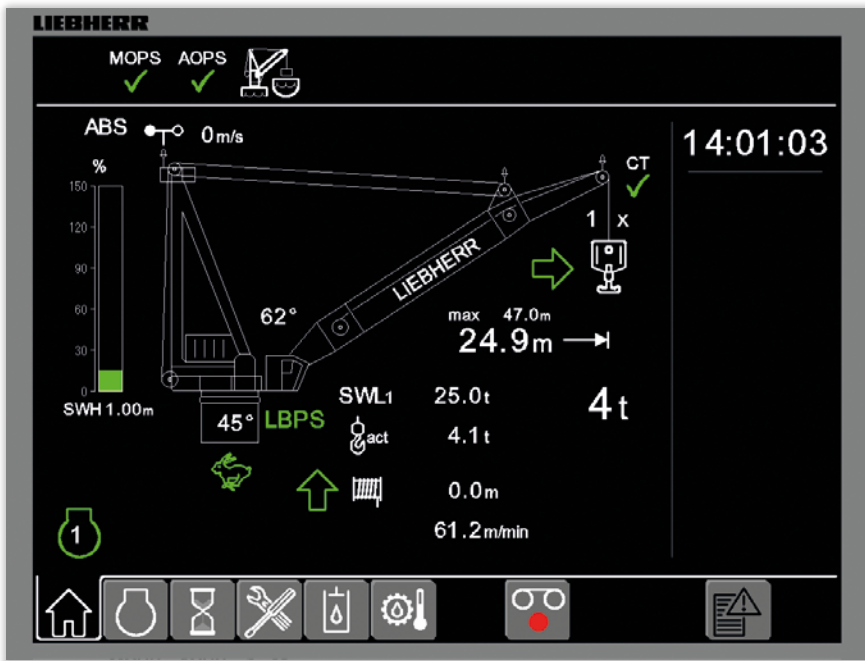 LIEBHERR
MOPS AOPS
ABS 0 m/s
14:01:03
%
CT
150
1 x
120
LIEBHERR
90
62°
max 47.0m
60
24.9m
30
0
SWL1 25.0t
4t
SWH 1.00m
45° LBPS
act 4.1t
0.0m
61.2m/min
1